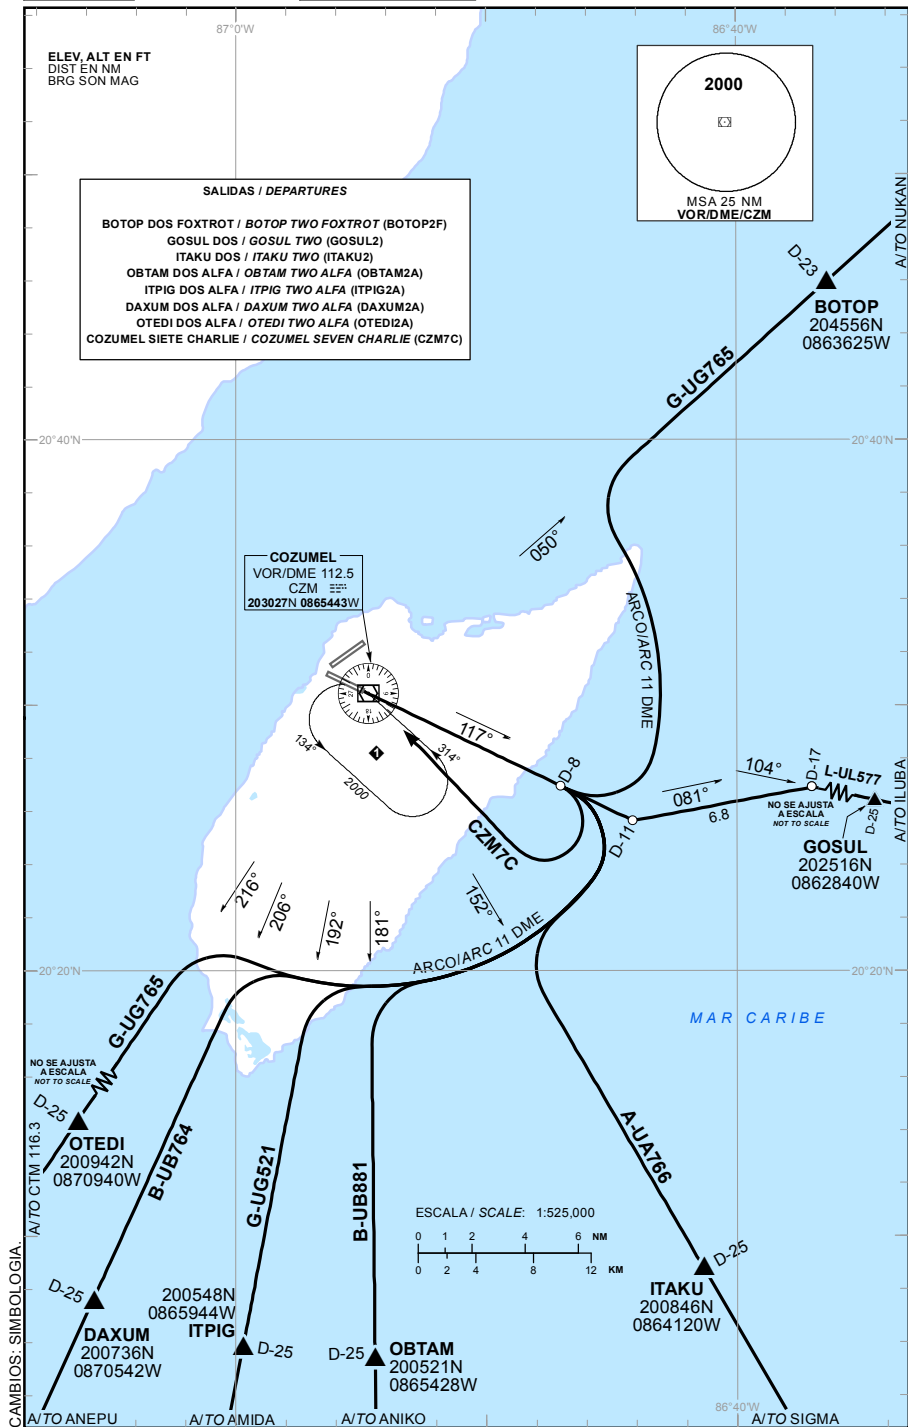 87°0'W
86°40'W
ELEV, ALT EN FT
DIST EN NM
BRG SON MAG
2000
MSA 25 NM
VOR/DME/CZM
SALIDAS / DEPARTURES
BOTOP DOS FOXTROT / BOTOP TWO FOXTROT (BOTOP2F)
GOSUL DOS / GOSUL TWO (GOSUL2)
ITAKU DOS / ITAKU TWO (ITAKU2)
OBTAM DOS ALFA / OBTAM TWO ALFA (OBTAM2A)
ITPIG DOS ALFA / ITPIG TWO ALFA (ITPIG2A)
DAXUM DOS ALFA / DAXUM TWO ALFA (DAXUM2A)
OTEDI DOS ALFA / OTEDI TWO ALFA (OTEDI2A)
COZUMEL SIETE CHARLIE / COZUMEL SEVEN CHARLIE (CZM7C)
A/TO NUKAN
D-23
BOTOP
204556N
0863625W
G-UG765
20°40'N
20°40'N
050°
COZUMEL
VOR/DME 112.5
CZM
203027N 0865443W
ARCO/ARC 11 DME
0
9
18
27
117°
134°
314°
1
2000
CZM7C
D-8
D-11
081°
6.8
104°
D-17
L-UL577
NO SE AJUSTA
A ESCALA
NOT TO SCALE
D-25
A/TO ILUBA
GOSUL
202516N
0862840W
216°
206°
192°
181°
152°
ARCO/ARC 11 DME
20°20'N
20°20'N
G-UG765
MAR CARIBE
NO SE AJUSTA
A ESCALA
NOT TO SCALE
D-25
OTEDI
200942N
0870940W
A/TO CTM 116.3
B-UB764
G-UG521
B-UB881
A-UA766
ESCALA / SCALE: 1:525,000
0 1 2 4 6 NM
0 2 4 8 12 KM
D-25
ITAKU
200846N
0864120W
D-25
DAXUM
200736N
0870542W
200548N
0865944W
ITPIG
D-25
D-25
OBTAM
200521N
0865428W
86°40'W
A/TO ANEPU
A/TO AMIDA
A/TO ANIKO
A/TO SIGMA
CAMBIOS: SIMBOLOGIA.